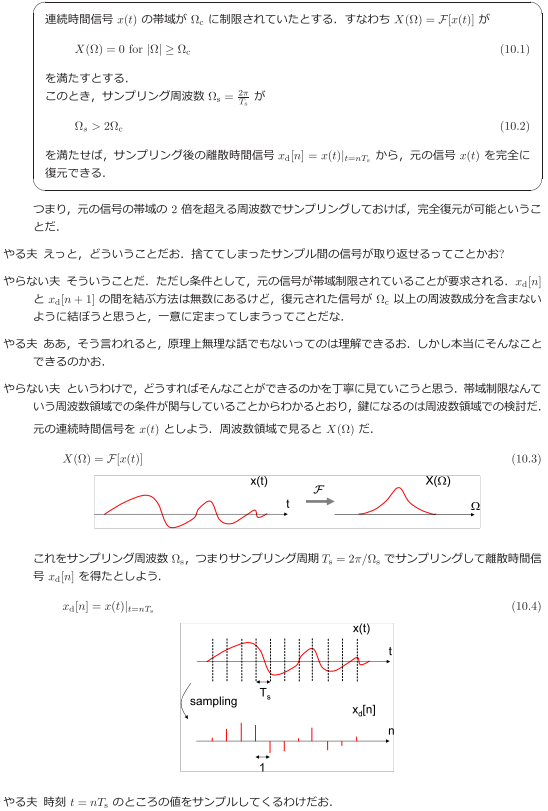 連続時間信号 x(t) の帯域が Ω_c に制限されていたとする．すなわち X(Ω) = F[x(t)] が
X(Ω) = 0 for |Ω| ≥ Ω_c (10.1)
を満たすとする．
このとき，サンプリング周波数 Ω_s = 2π/T_s が
Ω_s > 2Ω_c (10.2)
を満たせば，サンプリング後の離散時間信号 x_d[n] = x(t)|_{t=nT_s} から，元の信号 x(t) を完全に
復元できる．
つまり，元の信号の帯域の 2 倍を超える周波数でサンプリングしておけば，完全復元が可能というこ
とだ．
やる夫 えっと，どういうことだお．捨ててしまったサンプル間の信号が取り返せるってことかお?
やらない夫 そういうことだ．ただし条件として，元の信号が帯域制限されていることが要求される．x_d[n]
と x_d[n+1] の間を結ぶ方法は無数にあるけど，復元された信号が Ω_c 以上の周波数成分を含まない
ように結ぼうと思うと，一意に定まってしまうってことだな．
やる夫 ああ，そう言われると，原理上無理な話でもないってのは理解できるお．しかし本当にそんなこと
できるのかお．
やらない夫 というわけで，どうすればそんなことができるのかを丁寧に見ていこうと思う．帯域制限なんて
いう周波数領域での条件が関与していることからわかるとおり，鍵になるのは周波数領域での検討だ．
元の連続時間信号を x(t) としよう．周波数領域で見ると X(Ω) だ．
X(Ω) = F[x(t)] (10.3)
x(t)
t
F
X(Ω)
Ω
これをサンプリング周波数 Ω_s，つまりサンプリング周期 T_s = 2π/Ω_s でサンプリングして離散時間信
号 x_d[n] を得たとしよう．
x_d[n] = x(t)|_{t=nT_s} (10.4)
x(t)
t
T_s
sampling
x_d[n]
n
1
やる夫 時刻 t = nT_s のところの値をサンプルしてくるわけだお．